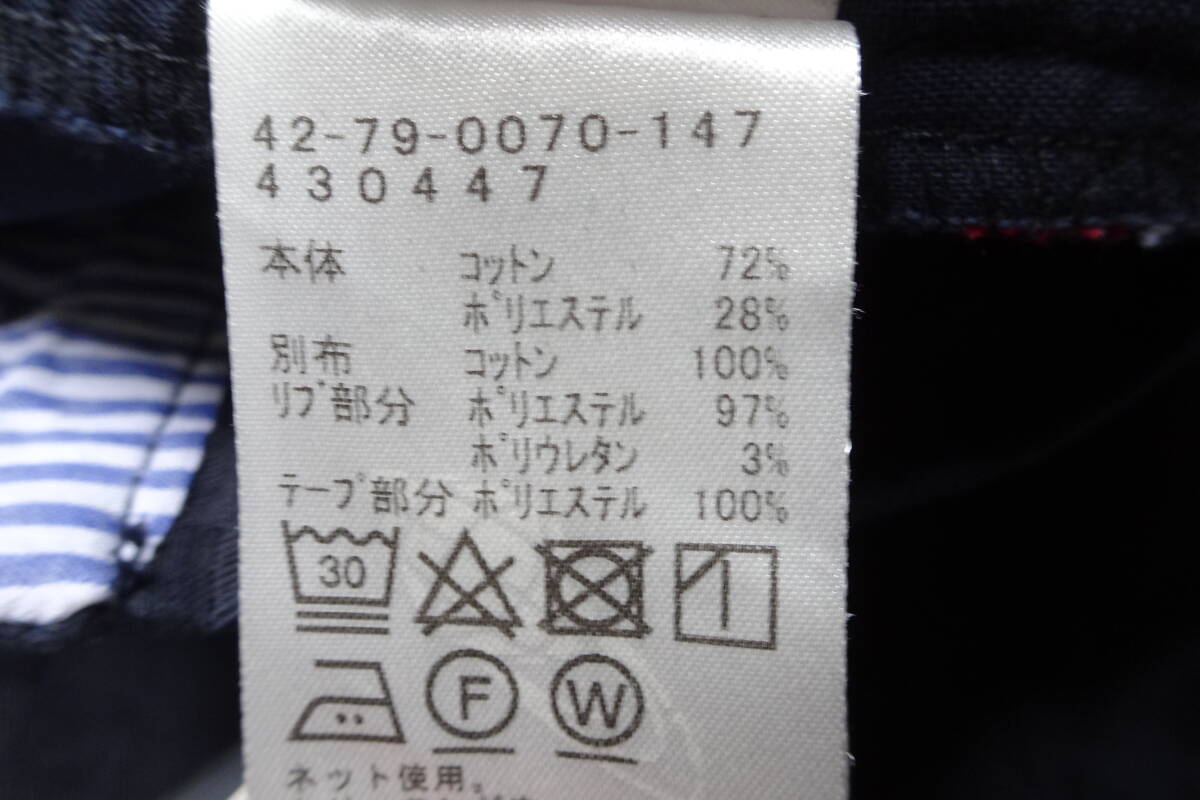 42-79-0070-147
430447
本体 コットン 72%
ポリエステル 28%
別布 コットン 100%
リブ部分 ポリエステル 97%
ポリウレタン 3%
テープ部分 ポリエステル 100%
30
F W
ネット使用。